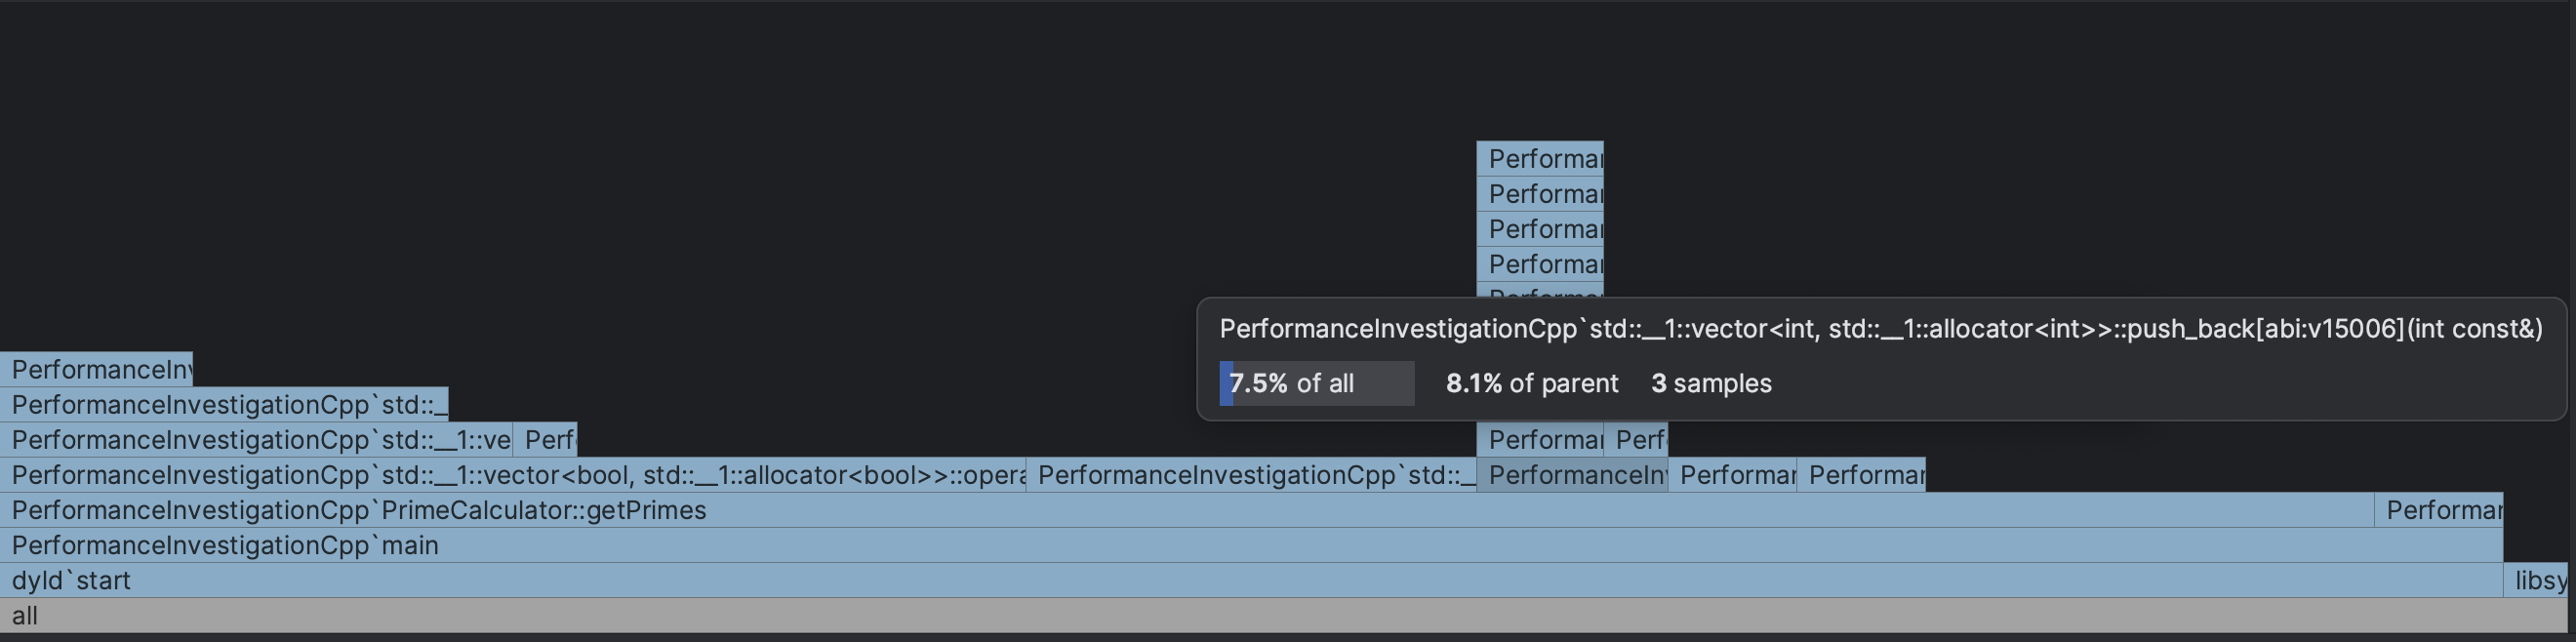 Performar
Performar
Performar
Performar
PerformanceInvestigationCpp`std::__1::vector<int, std::__1::allocator<int>>::push_back[abi:v15006](int const&)
7.5% of all 8.1% of parent 3 samples
PerformanceInv
PerformanceInvestigationCpp`std::_
PerformanceInvestigationCpp`std::__1::ve Perf Performar Perf
PerformanceInvestigationCpp`std::__1::vector<bool, std::__1::allocator<bool>>::opera PerformanceInvestigationCpp`std::_ PerformanceInv Performar Performar
PerformanceInvestigationCpp`PrimeCalculator::getPrimes Performar
PerformanceInvestigationCpp`main
dyld`start libsy
all